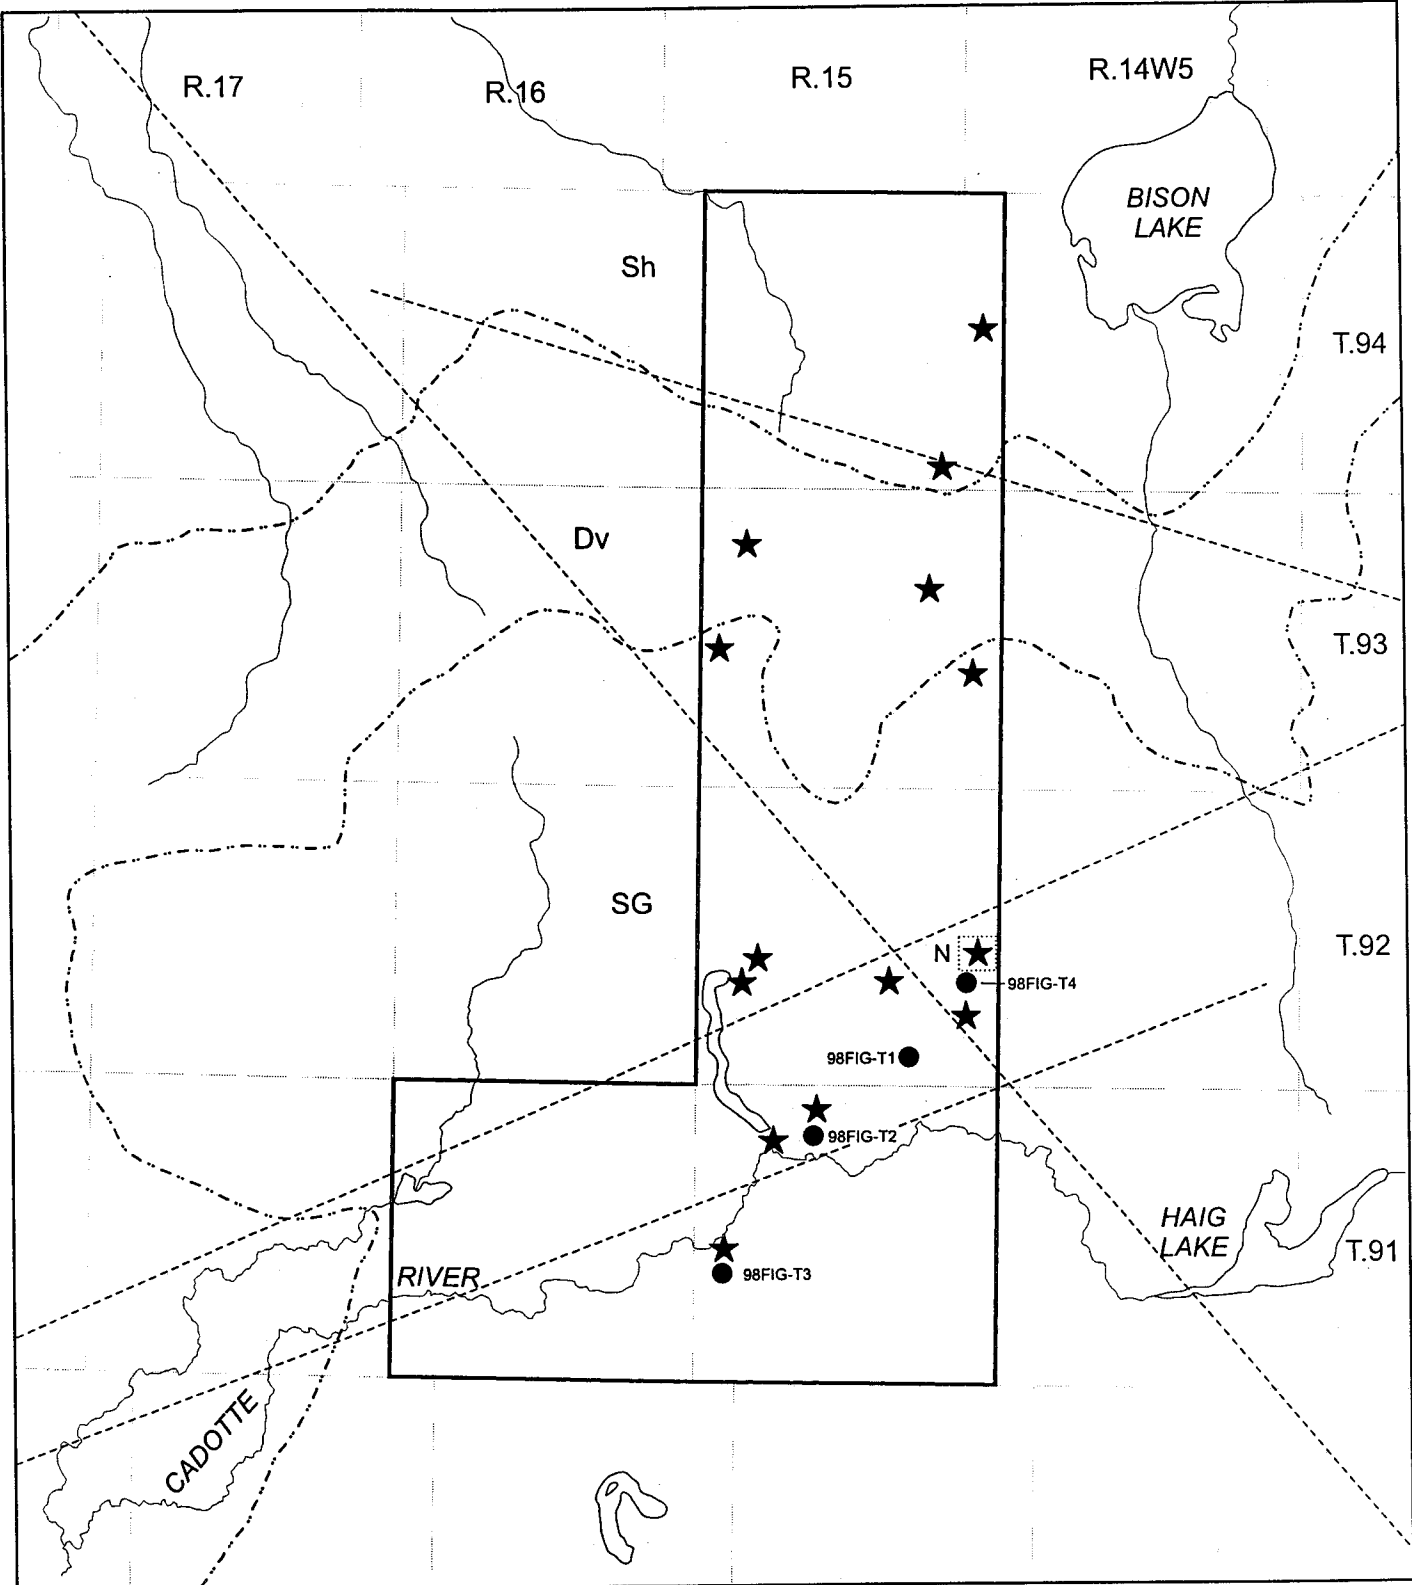 R.17
R.16
R.15
R.14W5
BISON
LAKE
Sh
T.94
Dv
T.93
SG
N
T.92
98FIG-T4
98FIG-T1
98FIG-T2
HAIG
LAKE
T.91
RIVER
98FIG-T3
CADOTTE